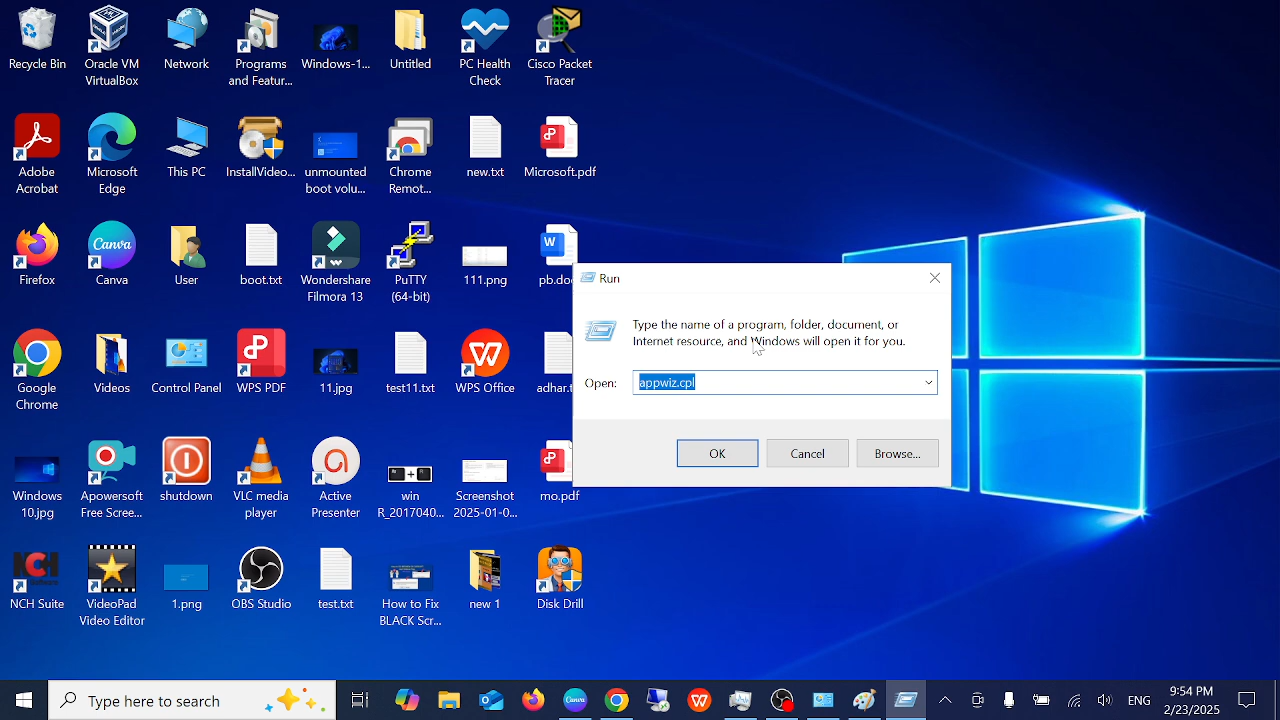 Recycle Bin
Oracle VM
VirtualBox
Network
Programs
and Featur...
Windows-1...
Untitled
PC Health
Check
Cisco Packet
Tracer
Adobe
Acrobat
Microsoft
Edge
This PC
InstallVideo...
unmounted
boot volu...
Chrome
Remot...
new.txt
Microsoft.pdf
Firefox
Canva
User
boot.txt
Wondershare
Filmora 13
PuTTY
(64-bit)
111.png
pb.doc
Google
Chrome
Videos
Control Panel
WPS PDF
11.jpg
test11.txt
WPS Office
adhar.t
Windows
10.jpg
Apowersoft
Free Scree...
shutdown
VLC media
player
Active
Presenter
win
R_2017040...
Screenshot
2025-01-0...
mo.pdf
NCH Suite
VideoPad
Video Editor
1.png
OBS Studio
test.txt
How to Fix
BLACK Scr...
new 1
Disk Drill
Run
Type the name of a program, folder, document, or
Internet resource, and Windows will open it for you.
Open: appwiz.cpl
OK Cancel Browse...
Type here to search
ENG
9:54 PM
2/23/2025